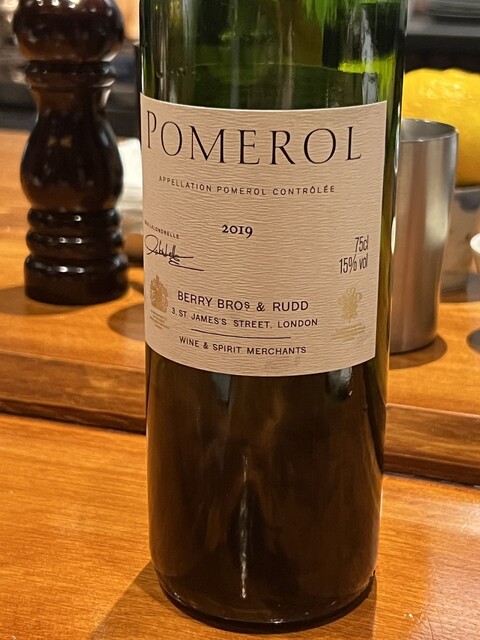 POMEROL
APPELLATION POMEROL CONTRÔLÉE
2019
75cl
15% vol
BERRY BROS & RUDD
3, ST JAMES'S STREET, LONDON
WINE & SPIRIT MERCHANTS